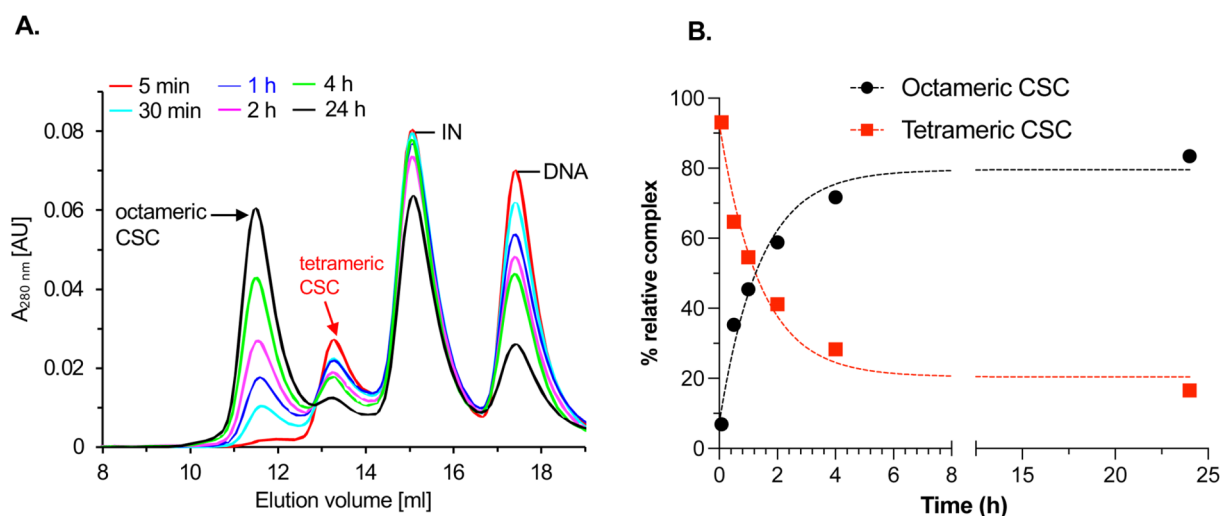 A.
5 min 1 h 4 h
30 min 2 h 24 h
A280 nm [AU]
0.08
0.06
0.04
0.02
0
octameric
CSC
tetrameric
CSC
IN
DNA
8 10 12 14 16 18
Elution volume [ml]
B.
Octameric CSC
Tetrameric CSC
% relative complex
100
80
60
40
20
0
0 2 4 6 8 15 20 25
Time (h)